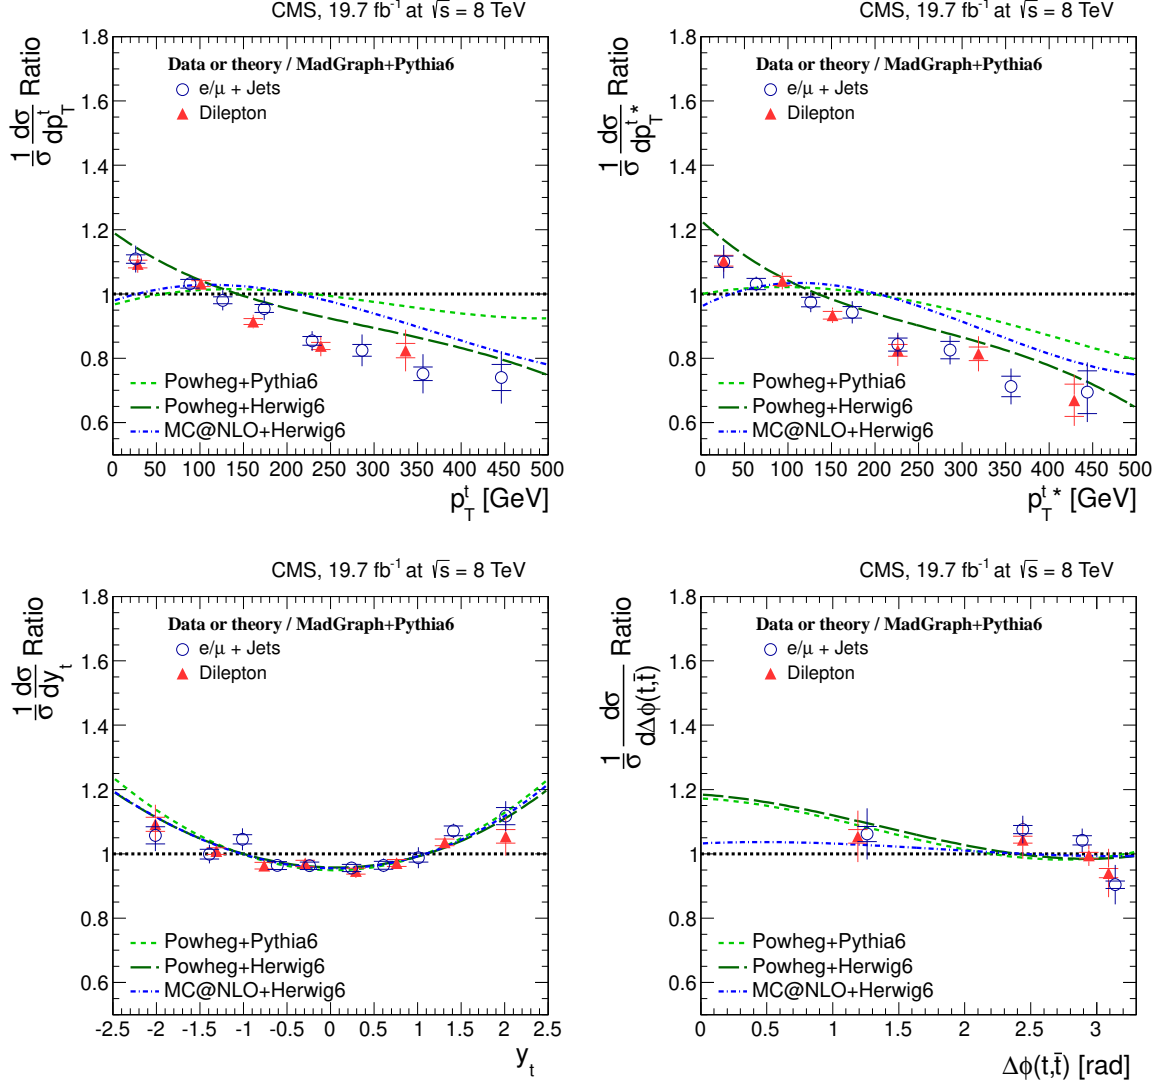 CMS, 19.7 fb⁻¹ at √s = 8 TeV
1/σ dσ/dp_T^t Ratio
1.8
1.6
1.4
1.2
1
0.8
0.6
Data or theory / MadGraph+Pythia6
e/μ + Jets
Dilepton
Powheg+Pythia6
Powheg+Herwig6
MC@NLO+Herwig6
0 50 100 150 200 250 300 350 400 450 500
p_T^t [GeV]
CMS, 19.7 fb⁻¹ at √s = 8 TeV
1/σ dσ/dp_T^t* Ratio
1.8
1.6
1.4
1.2
1
0.8
0.6
Data or theory / MadGraph+Pythia6
e/μ + Jets
Dilepton
Powheg+Pythia6
Powheg+Herwig6
MC@NLO+Herwig6
0 50 100 150 200 250 300 350 400 450 500
p_T^t* [GeV]
CMS, 19.7 fb⁻¹ at √s = 8 TeV
1/σ dσ/dy_t Ratio
1.8
1.6
1.4
1.2
1
0.8
0.6
Data or theory / MadGraph+Pythia6
e/μ + Jets
Dilepton
Powheg+Pythia6
Powheg+Herwig6
MC@NLO+Herwig6
-2.5 -2 -1.5 -1 -0.5 0 0.5 1 1.5 2 2.5
y_t
CMS, 19.7 fb⁻¹ at √s = 8 TeV
1/σ dσ/dΔϕ(t,t̄) Ratio
1.8
1.6
1.4
1.2
1
0.8
0.6
Data or theory / MadGraph+Pythia6
e/μ + Jets
Dilepton
Powheg+Pythia6
Powheg+Herwig6
MC@NLO+Herwig6
0 0.5 1 1.5 2 2.5 3
Δϕ(t,t̄) [rad]